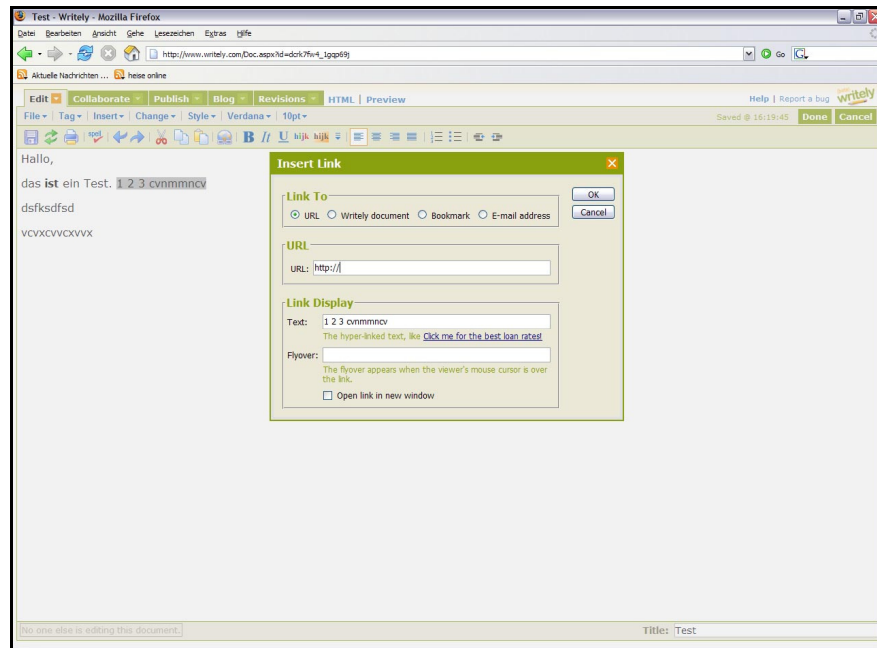 Test - Writely - Mozilla Firefox
Datei Bearbeiten Ansicht Gehe Lesezeichen Extras Hilfe
http://www.writely.com/Doc.aspx?id=dcrk7fw4_1gqp69j Go G
Aktuelle Nachrichten ... heise online
Edit Collaborate Publish Blog Revisions HTML | Preview Help | Report a bug writely
File | Tag | Insert | Change | Style | Verdana | 10pt Saved @ 16:19:45 Done Cancel
spel B I U hijk hijk
Hallo,
das ist ein Test. 1 2 3 cvnmmncv
dsfksdfsd
vcvxcvvcxvvx
Insert Link
Link To
URL Writely document Bookmark E-mail address
OK
Cancel
URL
URL: http://
Link Display
Text: 1 2 3 cvnmmncv
The hyper-linked text, like Click me for the best loan rates!
Flyover:
The flyover appears when the viewer's mouse cursor is over
the link.
Open link in new window
No one else is editing this document. Title: Test